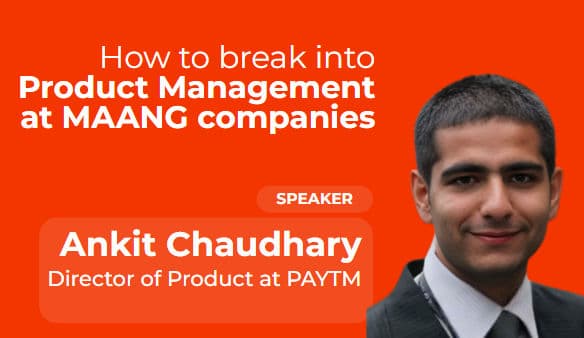 How to break into
Product Management
at MAANG companies
SPEAKER
Ankit Chaudhary
Director of Product at PAYTM